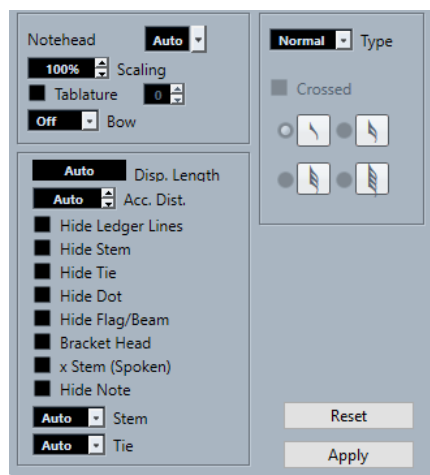 Notehead Auto
100% Scaling
Tablature 0
Off Bow
Auto Disp. Length
Auto Acc. Dist.
Hide Ledger Lines
Hide Stem
Hide Tie
Hide Dot
Hide Flag/Beam
Bracket Head
x Stem (Spoken)
Hide Note
Auto Stem
Auto Tie
Normal Type
Crossed
Reset
Apply